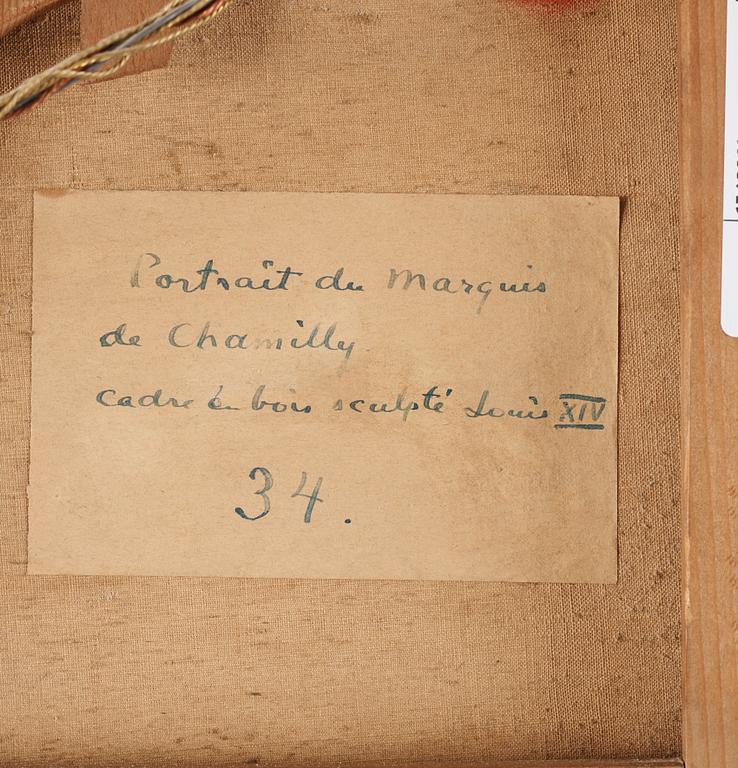 Portrait du Marquis
de Chamilly
cadre en bois sculpté Louis XIV
34.